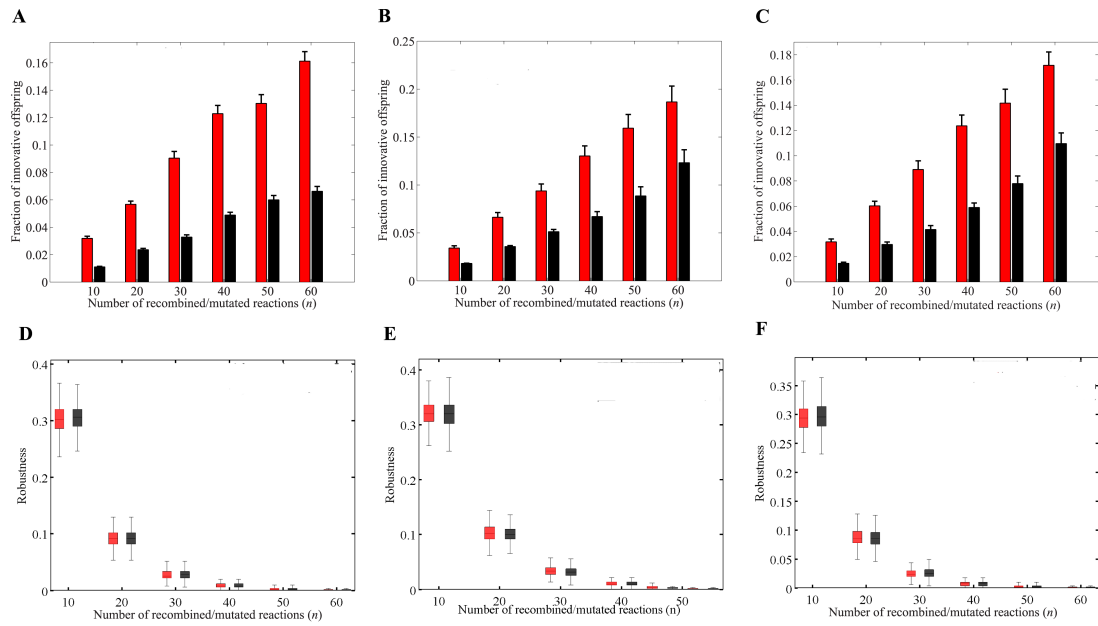 A
B
C
0.16
0.14
0.12
0.1
0.08
0.06
0.04
0.02
0
Fraction of innovative offspring
10 20 30 40 50 60
Number of recombined/mutated reactions (n)
0.25
0.2
0.15
0.1
0.05
0
Fraction of innovative offspring
10 20 30 40 50 60
Number of recombined/mutated reactions (n)
0.18
0.16
0.14
0.12
0.1
0.08
0.06
0.04
0.02
0
Fraction of innovative offspring
10 20 30 40 50 60
Number of recombined/mutated reactions (n)
D
E
F
0.4
0.3
0.2
0.1
0
Robustness
10 20 30 40 50 60
Number of recombined/mutated reactions (n)
0.4
0.3
0.2
0.1
0
Robustness
10 20 30 40 50
Number of recombined/mutated reactions (n)
0.35
0.3
0.25
0.2
0.15
0.1
0.05
0
Robustness
10 20 30 40 50 60
Number of recombined/mutated reactions (n)